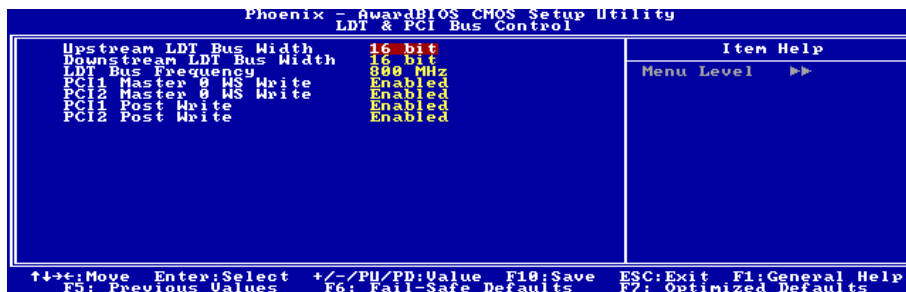 Phoenix - AwardBIOS CMOS Setup Utility
LDT & PCI Bus Control
Upstream LDT Bus Width 16 bit
Downstream LDT Bus Width 16 bit
LDT Bus Frequency 800 MHz
PCI1 Master 0 WS Write Enabled
PCI2 Master 0 WS Write Enabled
PCI1 Post Write Enabled
PCI2 Post Write Enabled
Item Help
Menu Level ▶▶
↑↓→←:Move Enter:Select +/-/PU/PD:Value F10:Save ESC:Exit F1:General Help
F5: Previous Values F6: Fail-Safe Defaults F7: Optimized Defaults